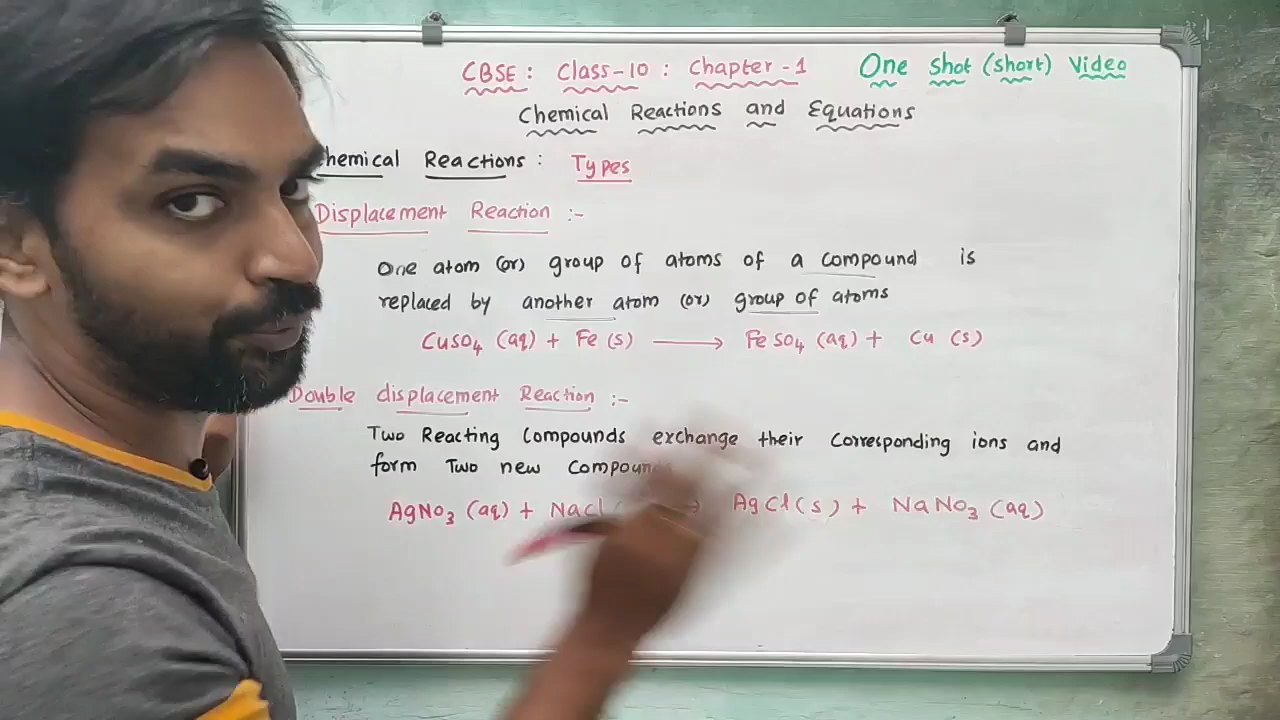 CBSE : Class-10 : Chapter-1 One Shot (short) Video
Chemical Reactions and Equations
hemical Reactions : Types
Displacement Reaction :-
One atom (or) group of atoms of a compound is
replaced by another atom (or) group of atoms
CuSO4 (aq) + Fe (s) ⟶ FeSO4 (aq) + Cu (s)
Double displacement Reaction :-
Two Reacting Compounds exchange their corresponding ions and
form Two new Compoun
AgNO3 (aq) + NaCl → AgCl (s) + NaNO3 (aq)